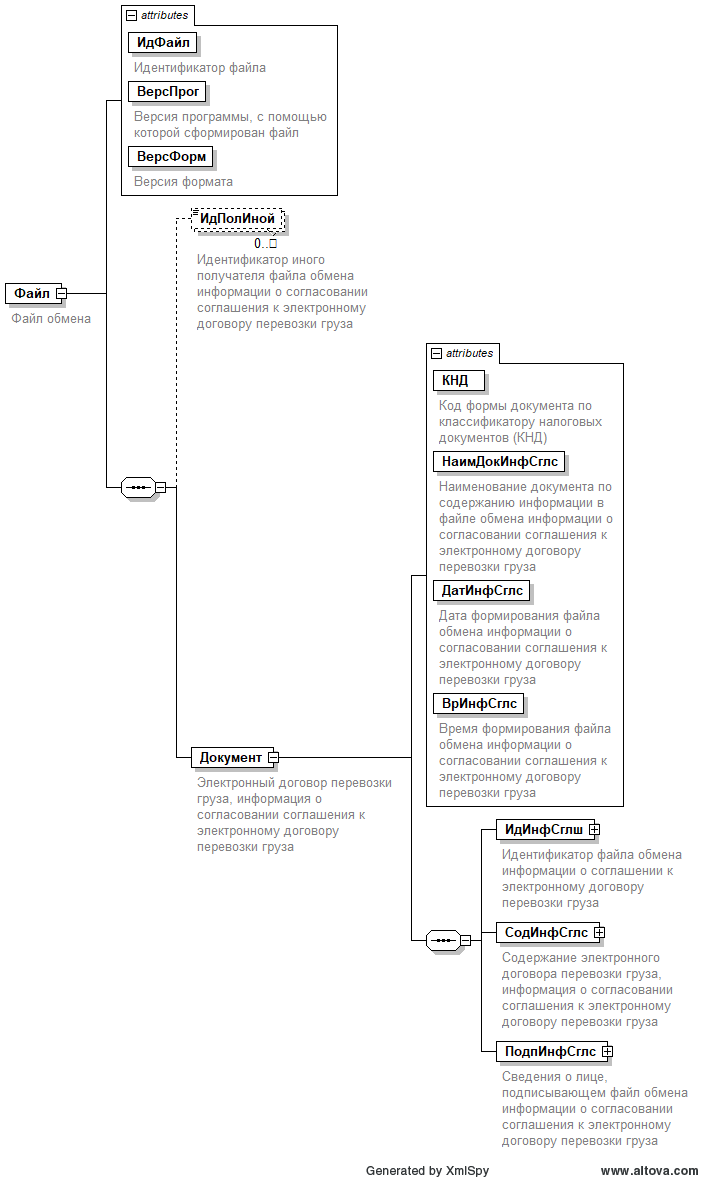 attributes
ИдФайл
Идентификатор файла
ВерсПрог
Версия программы, с помощью
которой сформирован файл
ВерсФорм
Версия формата
ИдПолИной
0..
Идентификатор иного
получателя файла обмена
информации о согласовании
соглашения к электронному
договору перевозки груза
Файл
Файл обмена
attributes
КНД
Код формы документа по
классификатору налоговых
документов (КНД)
НаимДокИнфСглс
Наименование документа по
содержанию информации в
файле обмена информации о
согласовании соглашения к
электронному договору
перевозки груза
ДатИнфСглс
Дата формирования файла
обмена информации о
согласовании соглашения к
электронному договору
перевозки груза
ВрИнфСглс
Время формирования файла
обмена информации о
согласовании соглашения к
электронному договору
перевозки груза
Документ
Электронный договор перевозки
груза, информация о
согласовании соглашения к
электронному договору
перевозки груза
ИдИнфСглш
Идентификатор файла обмена
информации о соглашении к
электронному договору
перевозки груза
СодИнфСглс
Содержание электронного
договора перевозки груза,
информация о согласовании
соглашения к электронному
договору перевозки груза
ПодпИнфСглс
Сведения о лице,
подписывающем файл обмена
информации о согласовании
соглашения к электронному
договору перевозки груза
Generated by XmlSpy
www.altova.com